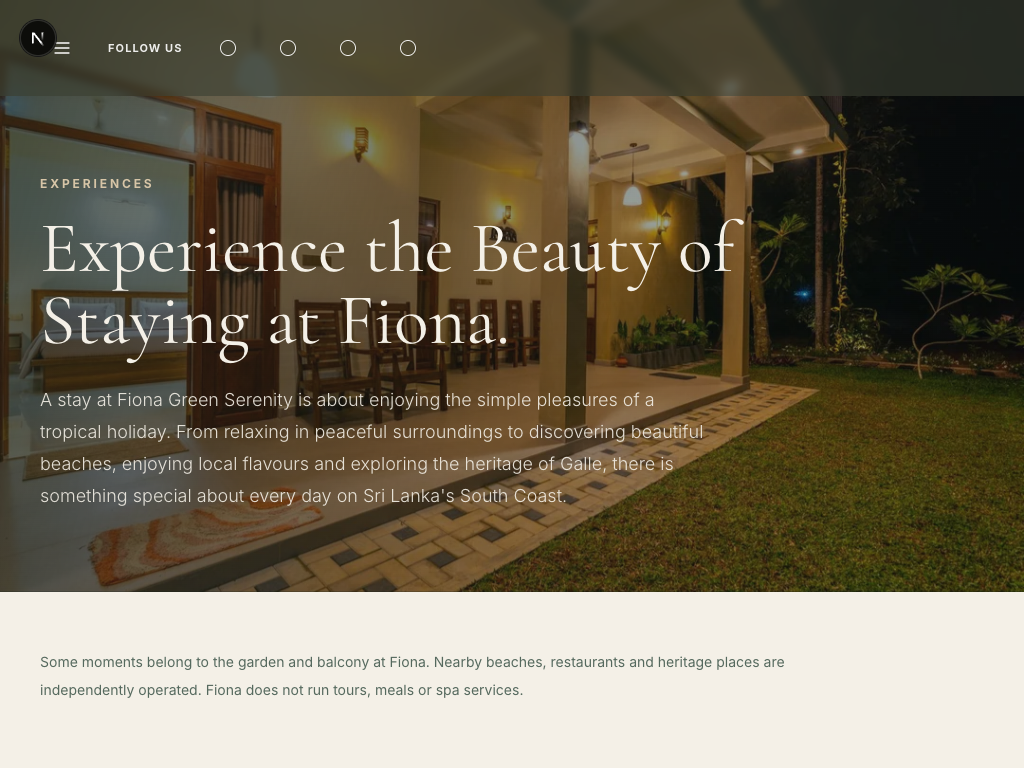 N
FOLLOW US
EXPERIENCES
Experience the Beauty of
Staying at Fiona.
A stay at Fiona Green Serenity is about enjoying the simple pleasures of a
tropical holiday. From relaxing in peaceful surroundings to discovering beautiful
beaches, enjoying local flavours and exploring the heritage of Galle, there is
something special about every day on Sri Lanka's South Coast.
Some moments belong to the garden and balcony at Fiona. Nearby beaches, restaurants and heritage places are
independently operated. Fiona does not run tours, meals or spa services.